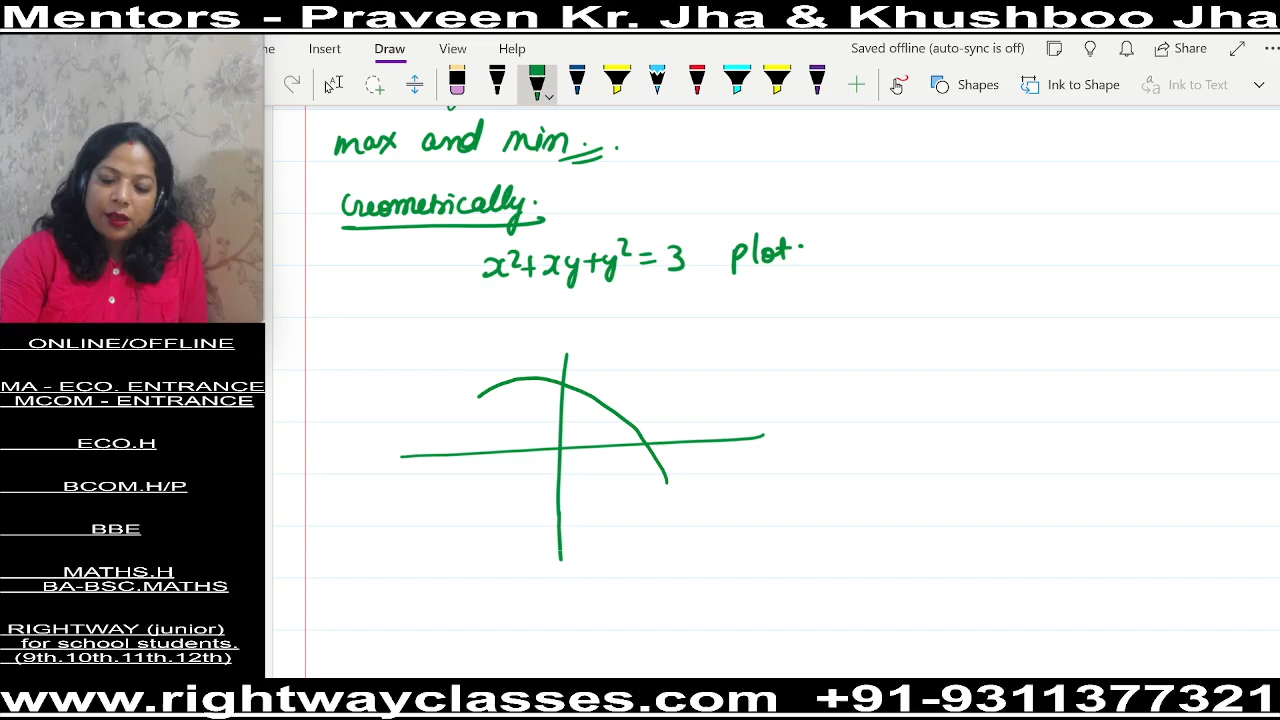 Mentors - Praveen Kr. Jha & Khushboo Jha
Insert Draw View Help Saved offline (auto-sync is off) Share
Shapes Ink to Shape Ink to Text
max and min.
Geometrically.
x²+xy+y² = 3 plot.
ONLINE/OFFLINE
MA - ECO. ENTRANCE
MCOM - ENTRANCE
ECO.H
BCOM.H/P
BBE
MATHS.H
BA-BSC.MATHS
RIGHTWAY (junior)
for school students.
(9th.10th.11th.12th)
www.rightwayclasses.com +91-9311377321